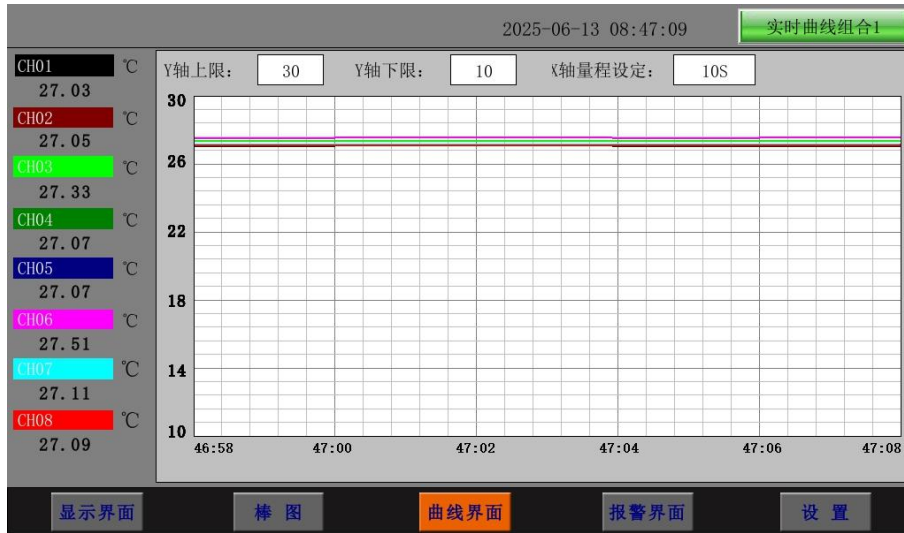 2025-06-13 08:47:09
实时曲线组合1
CH01 ℃
27.03
CH02 ℃
27.05
CH03 ℃
27.33
CH04 ℃
27.07
CH05 ℃
27.07
CH06 ℃
27.51
CH07 ℃
27.11
CH08 ℃
27.09
Y轴上限: 30 Y轴下限: 10 X轴量程设定: 10S
30
26
22
18
14
10
46:58 47:00 47:02 47:04 47:06 47:08
显示界面 棒 图 曲线界面 报警界面 设 置